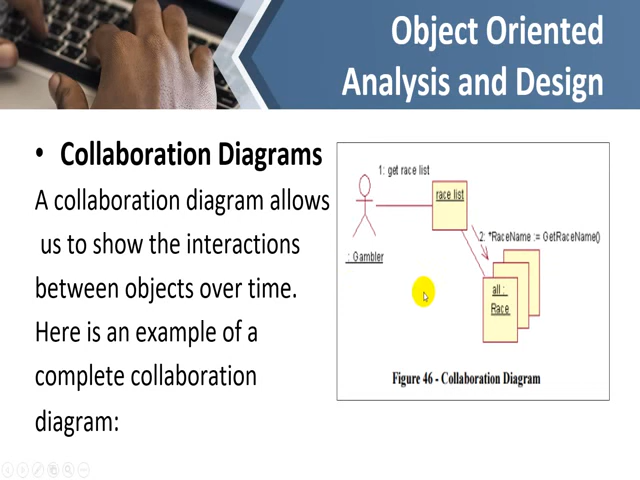 Object Oriented
Analysis and Design
• Collaboration Diagrams
A collaboration diagram allows
us to show the interactions
between objects over time.
Here is an example of a
complete collaboration
diagram:
1: get race list
race list
2: *RaceName := GetRaceName()
: Gambler
all :
Race
Figure 46 - Collaboration Diagram